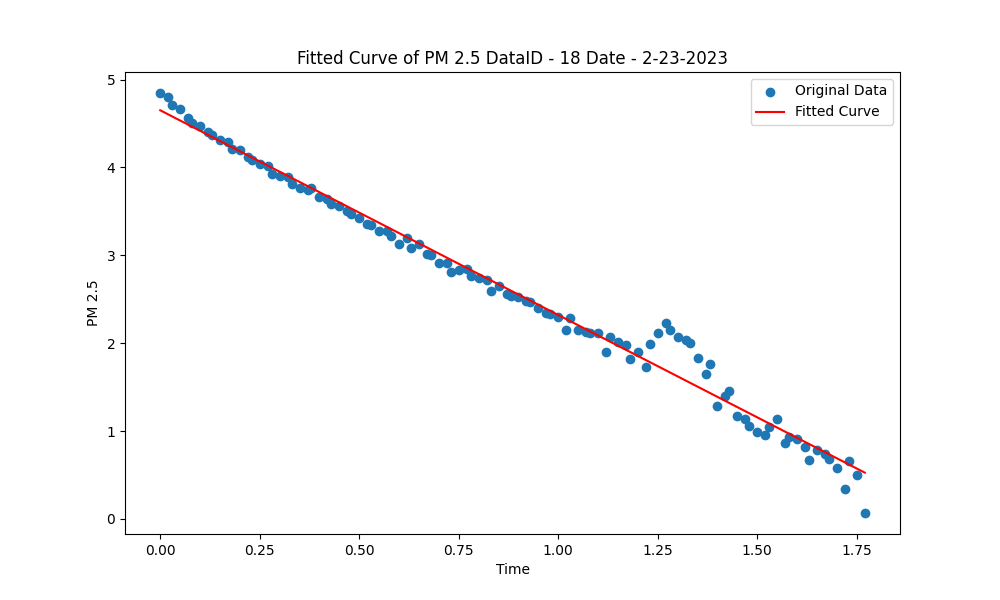 Fitted Curve of PM 2.5 DataID - 18 Date - 2-23-2023
Original Data
Fitted Curve
5
4
3
2
1
0
PM 2.5
0.00 0.25 0.50 0.75 1.00 1.25 1.50 1.75
Time